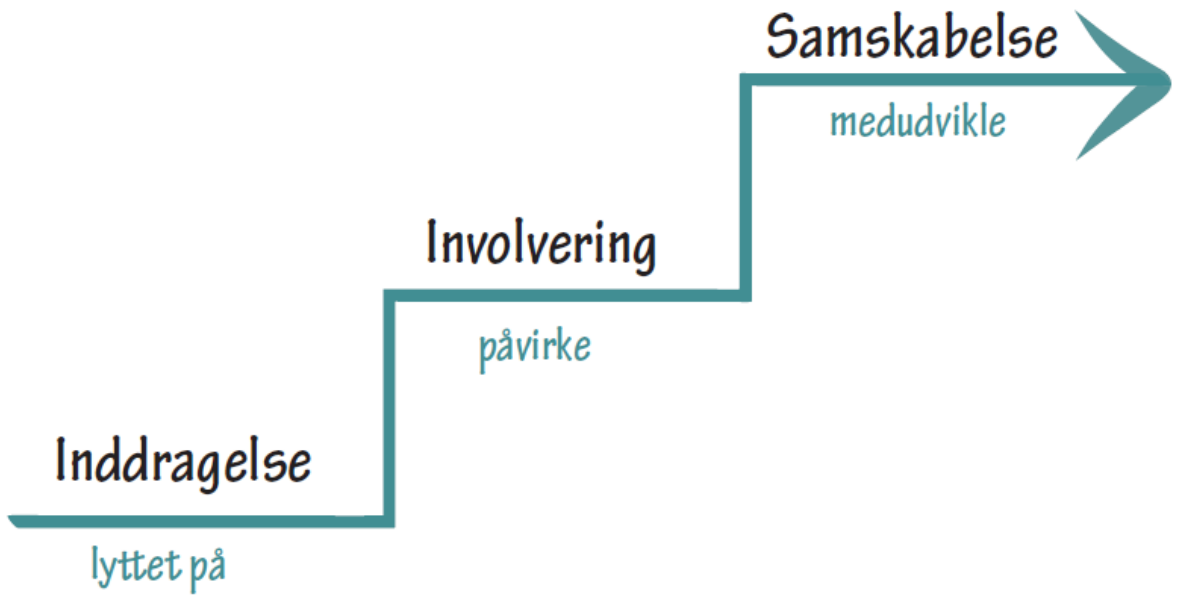 Samskabelse
medudvikle
Involvering
påvirke
Inddragelse
lyttet på